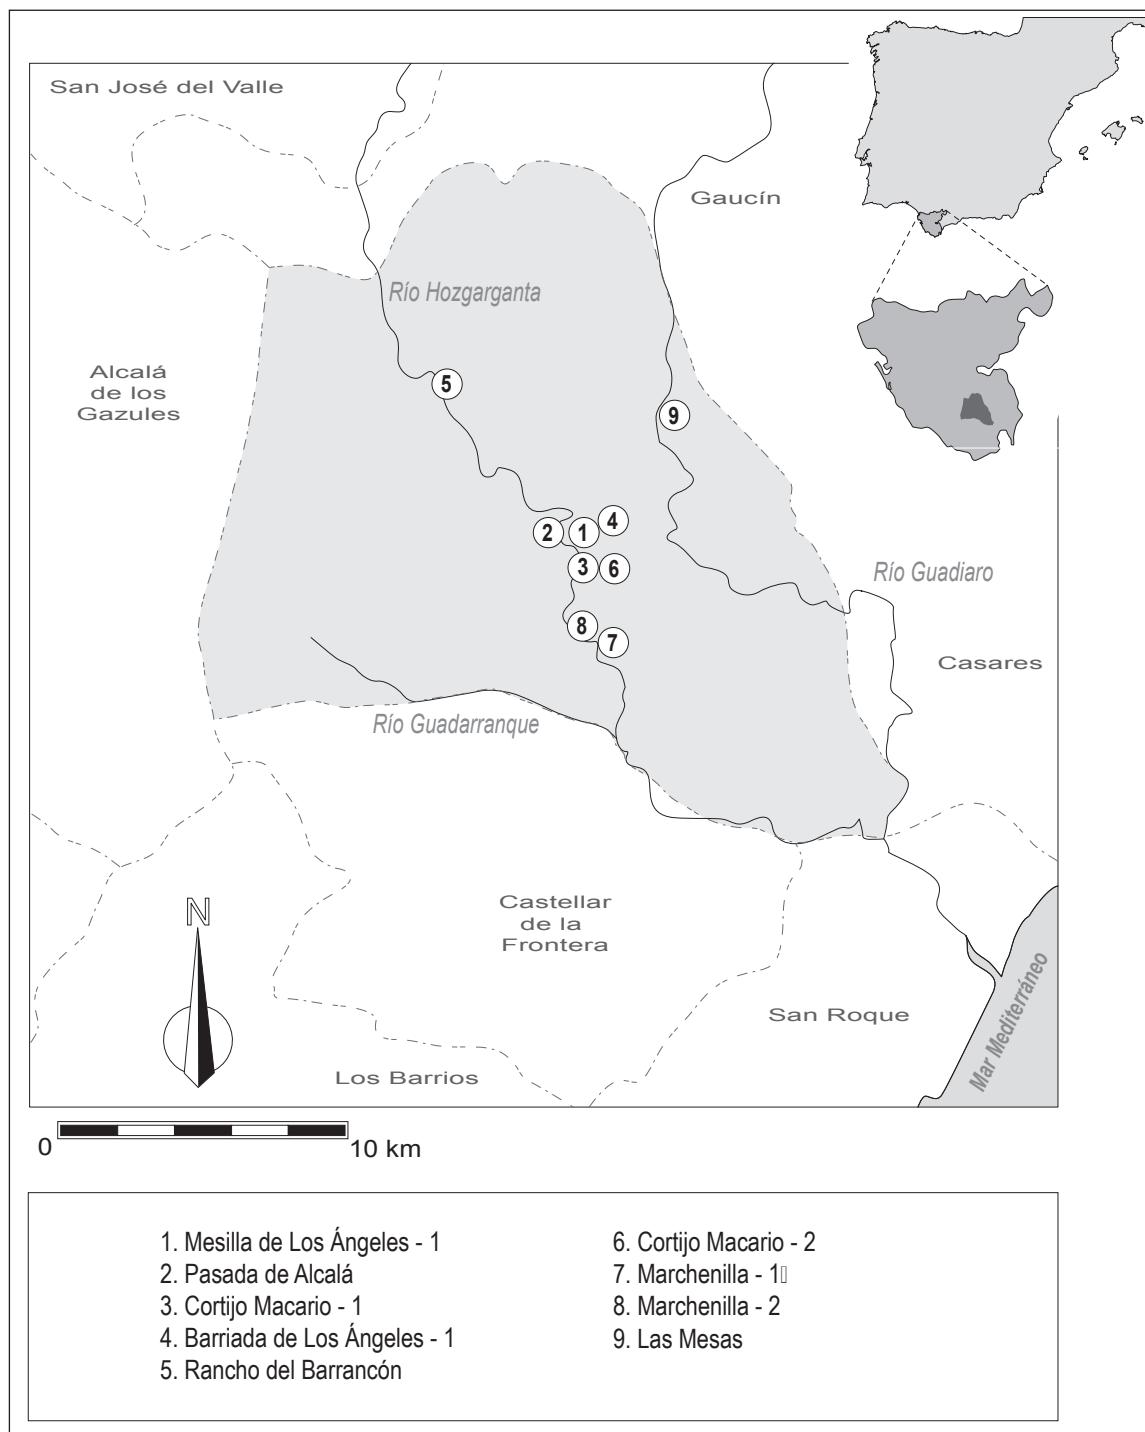 San José del Valle
Gaucín
Río Hozgarganta
Alcalá
de los
Gazules
5
9
4
2
1
3
6
8
7
Río Guadiaro
Casares
Río Guadarranque
Castellar
de la
Frontera
N
San Roque
Mar Mediterráneo
Los Barrios
0
10 km
1. Mesilla de Los Ángeles - 1
2. Pasada de Alcalá
3. Cortijo Macario - 1
4. Barriada de Los Ángeles - 1
5. Rancho del Barrancón
6. Cortijo Macario - 2
7. Marchenilla - 1
8. Marchenilla - 2
9. Las Mesas